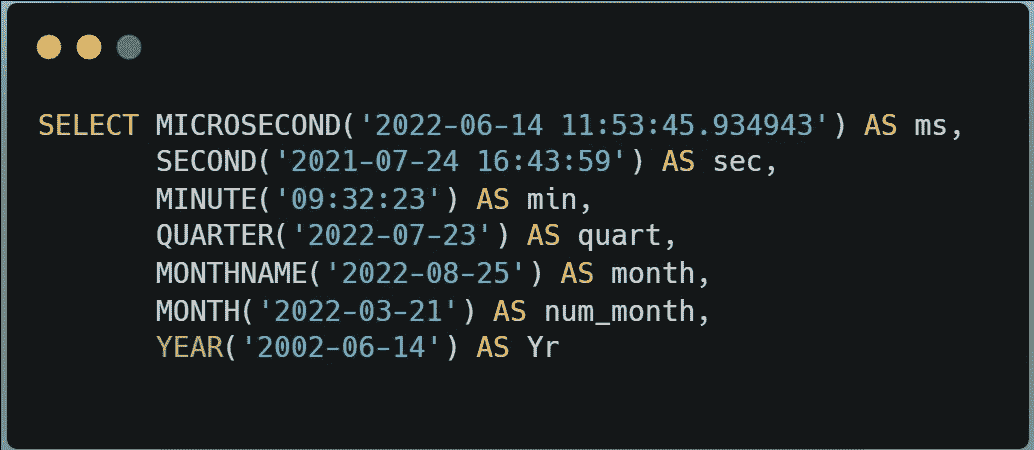 SELECT MICROSECOND('2022-06-14 11:53:45.934943') AS ms,
SECOND('2021-07-24 16:43:59') AS sec,
MINUTE('09:32:23') AS min,
QUARTER('2022-07-23') AS quart,
MONTHNAME('2022-08-25') AS month,
MONTH('2022-03-21') AS num_month,
YEAR('2002-06-14') AS Yr